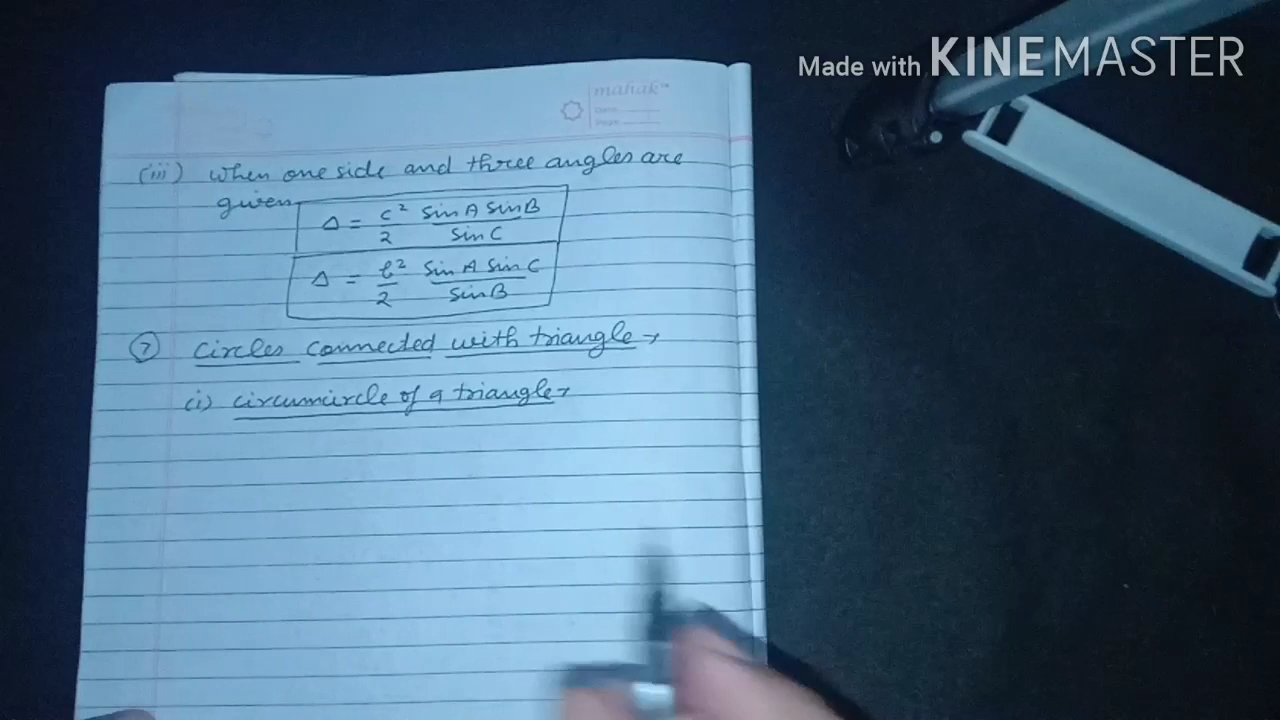 Made with KINEMASTER
mahak™
(iii) when one side and three angles are
given
Δ = c²/2 sinA sinB/sinC
Δ = b²/2 sinA sinC/sinB
⑦ circles connected with triangle→
(i) circumcircle of a triangle→